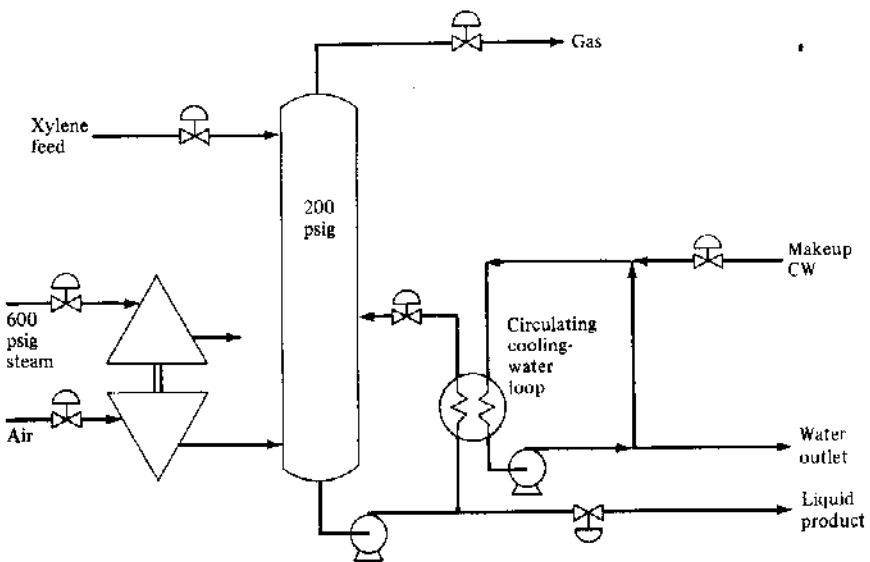 Gas
Xylene
feed
200
psig
Makeup
CW
600
psig
steam
Circulating
cooling-
water
loop
Air
Water
outlet
Liquid
product